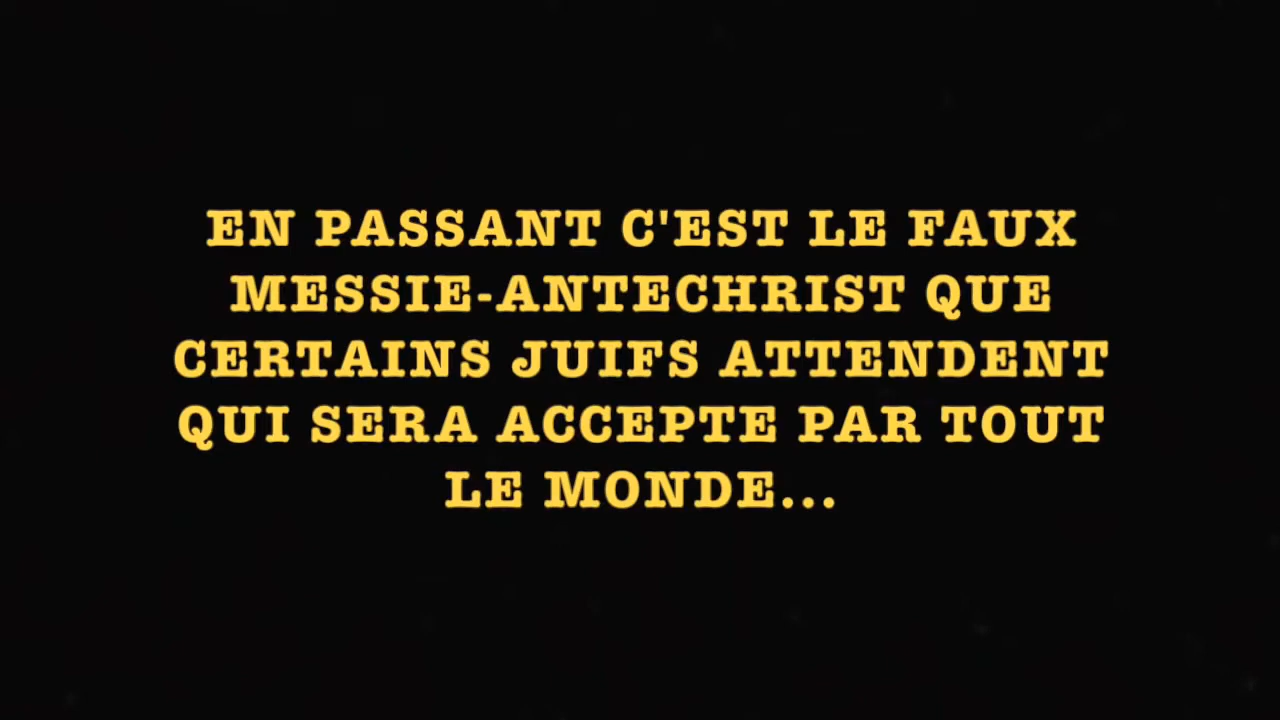 EN PASSANT C'EST LE FAUX
MESSIE-ANTECHRIST QUE
CERTAINS JUIFS ATTENDENT
QUI SERA ACCEPTE PAR TOUT
LE MONDE...